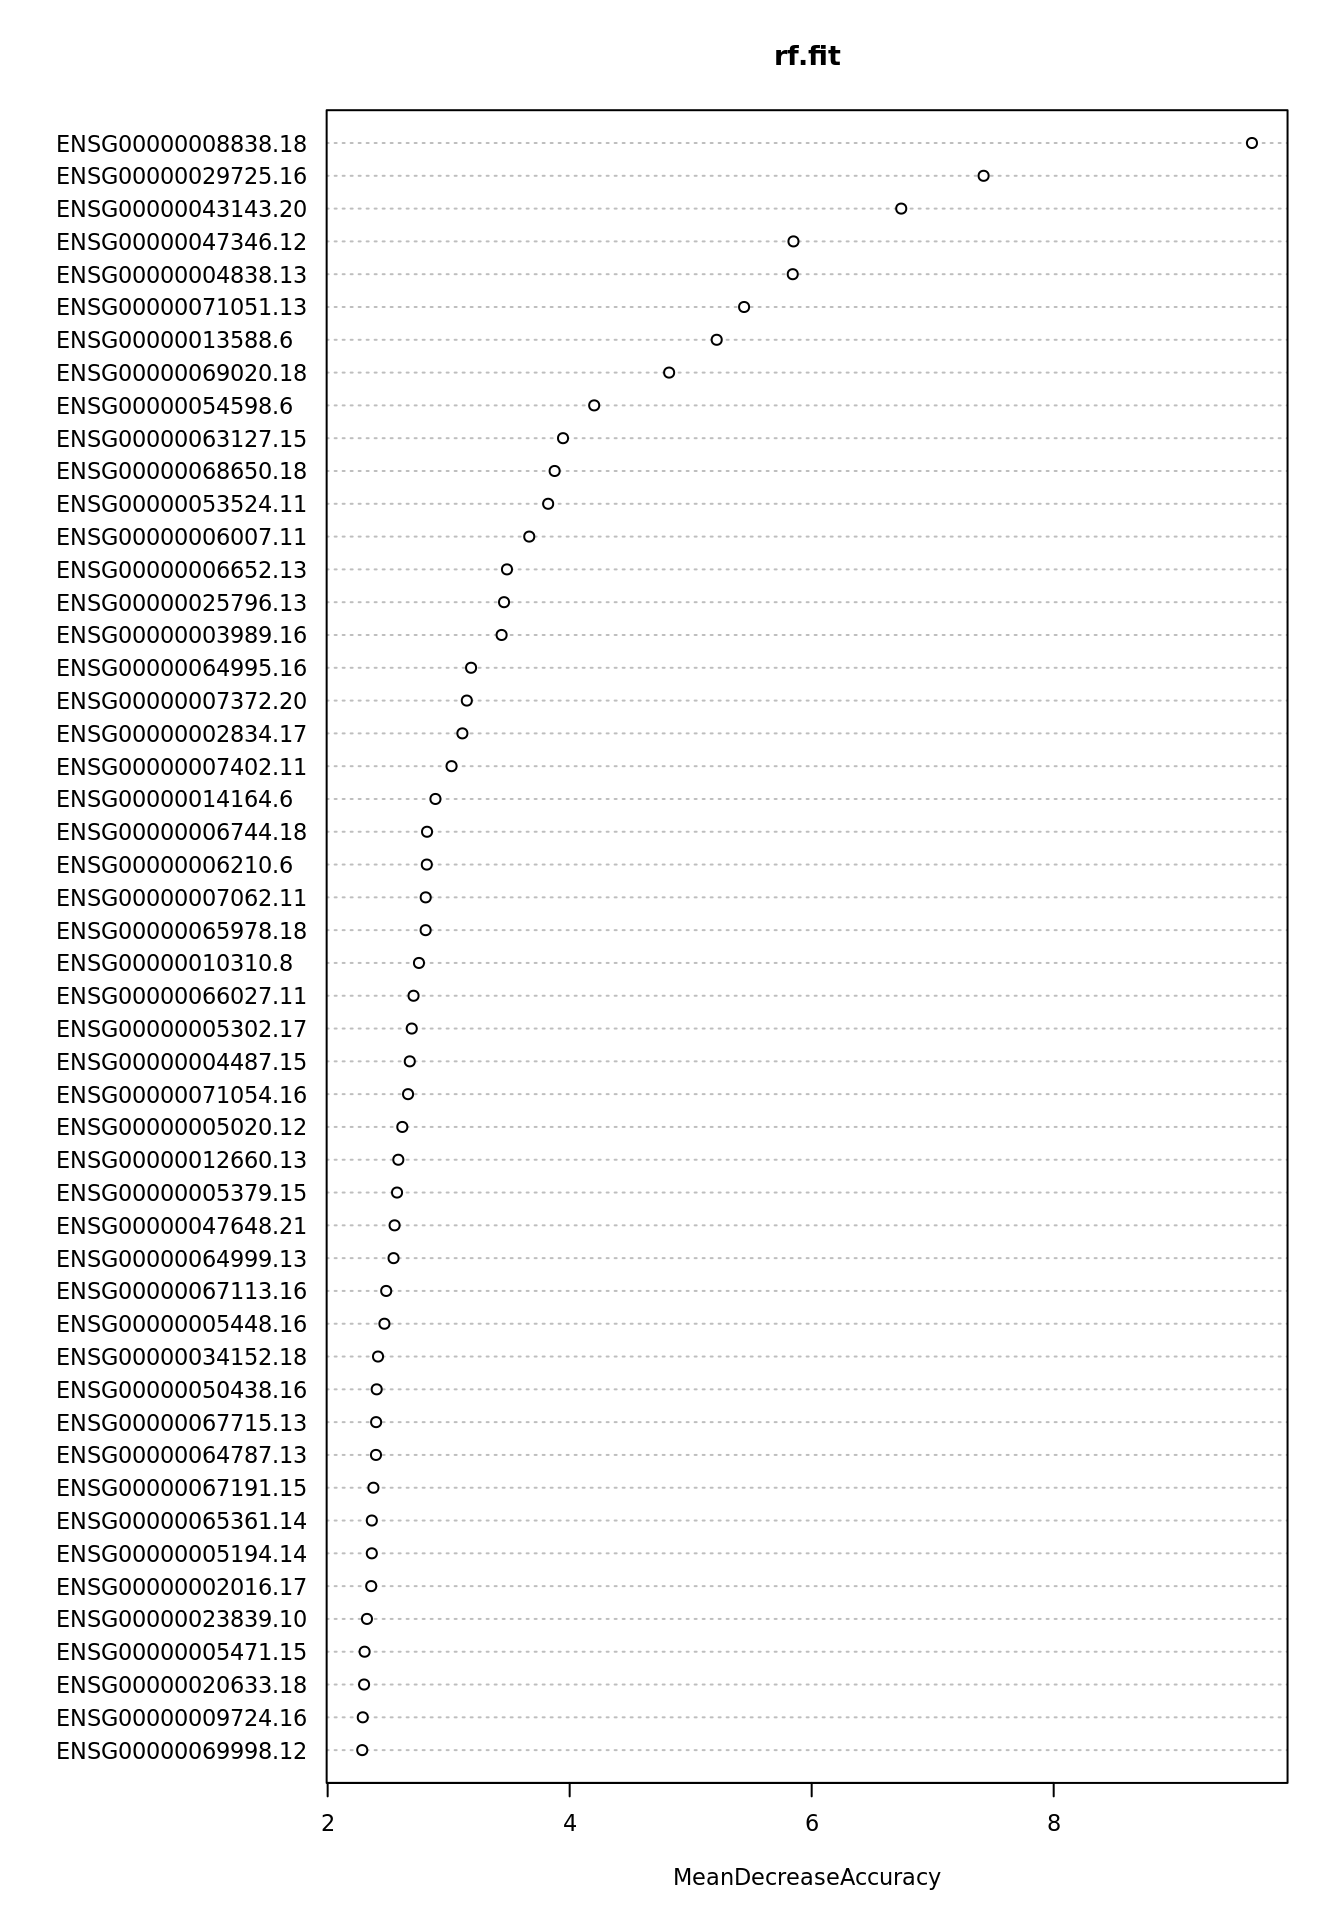 rf.fit
ENSG00000008838.18
ENSG00000029725.16
ENSG00000043143.20
ENSG00000047346.12
ENSG00000004838.13
ENSG00000071051.13
ENSG00000013588.6
ENSG00000069020.18
ENSG00000054598.6
ENSG00000063127.15
ENSG00000068650.18
ENSG00000053524.11
ENSG00000006007.11
ENSG00000006652.13
ENSG00000025796.13
ENSG00000003989.16
ENSG00000064995.16
ENSG00000007372.20
ENSG00000002834.17
ENSG00000007402.11
ENSG00000014164.6
ENSG00000006744.18
ENSG00000006210.6
ENSG00000007062.11
ENSG00000065978.18
ENSG00000010310.8
ENSG00000066027.11
ENSG00000005302.17
ENSG00000004487.15
ENSG00000071054.16
ENSG00000005020.12
ENSG00000012660.13
ENSG00000005379.15
ENSG00000047648.21
ENSG00000064999.13
ENSG00000067113.16
ENSG00000005448.16
ENSG00000034152.18
ENSG00000050438.16
ENSG00000067715.13
ENSG00000064787.13
ENSG00000067191.15
ENSG00000065361.14
ENSG00000005194.14
ENSG00000002016.17
ENSG00000023839.10
ENSG00000005471.15
ENSG00000020633.18
ENSG00000009724.16
ENSG00000069998.12
2 4 6 8
MeanDecreaseAccuracy